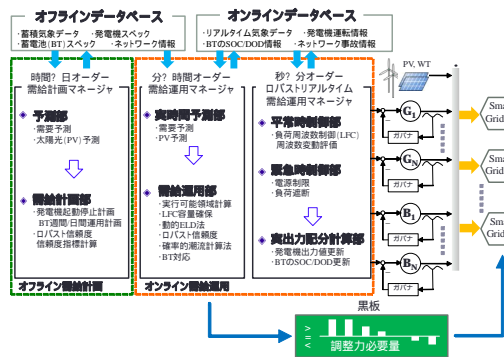 オフラインデータベース
・蓄積気象データ ・発電機スペック
・蓄電池(BT)スペック ・ネットワーク情報
オンラインデータベース
・リアルタイム気象データ ・発電機運転情報
・BTのSOC/DOD情報 ・ネットワーク事故情報
時間?日オーダー
需給計画マネージャ
予測部
・需要予測
・太陽光(PV)予測
需給計画部
・発電機起動停止計画
BT週間/日間運用計画
・ロバスト信頼度
信頼度指標計算
オフライン需給計画
分?時間オーダー
需給運用マネージャ
実時間予測部
・需要予測
・PV予測
需給運用部
・実行可能領域計算
・LFC容量確保
・動的ELD法
・ロバスト信頼度
・確率的潮流計算法
・BT対応
オンライン需給運用
秒?分オーダー
ロバストリアルタイム
需給運用マネージャ
平常時制御部
・負荷周波数制御(LFC)
周波数変動評価
緊急時制御部
・電源制限
・負荷遮断
実出力配分計算部
・発電機出力値更新
・BTのSOC/DOD更新
PV, WT
G1
ガバナ
GN
ガバナ
B1
ガバナ
BN
ガバナ
Sma
Grid
Sma
Grid
Sma
Grid
黒板
> = <
調整力必要量